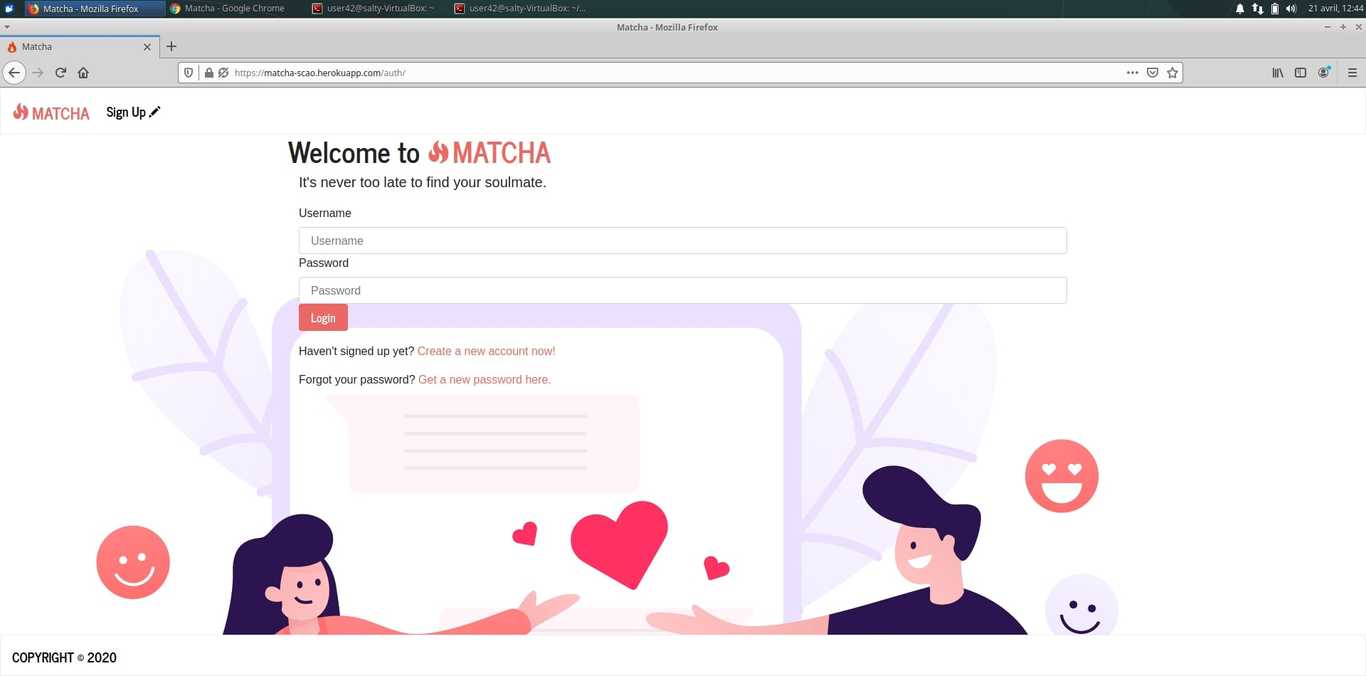 Matcha - Mozilla Firefox
Matcha - Google Chrome
user42@salty-VirtualBox: ~
user42@salty-VirtualBox: ~/...
21 avril, 12:44
Matcha - Mozilla Firefox
Matcha
https://matcha-scao.herokuapp.com/auth/
MATCHA
Sign Up
Welcome to MATCHA
It's never too late to find your soulmate.
Username
Username
Password
Password
Login
Haven't signed up yet? Create a new account now!
Forgot your password? Get a new password here.
COPYRIGHT © 2020